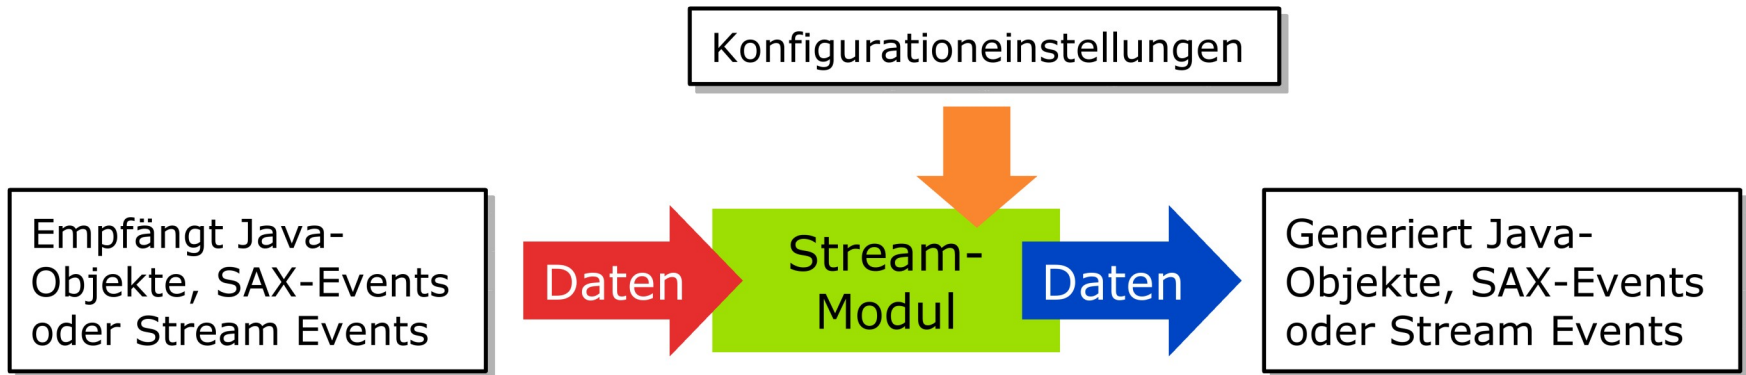 Konfigurationeinstellungen
Empfängt Java-
Objekte, SAX-Events
oder Stream Events
Daten
Stream-
Modul
Daten
Generiert Java-
Objekte, SAX-Events
oder Stream Events